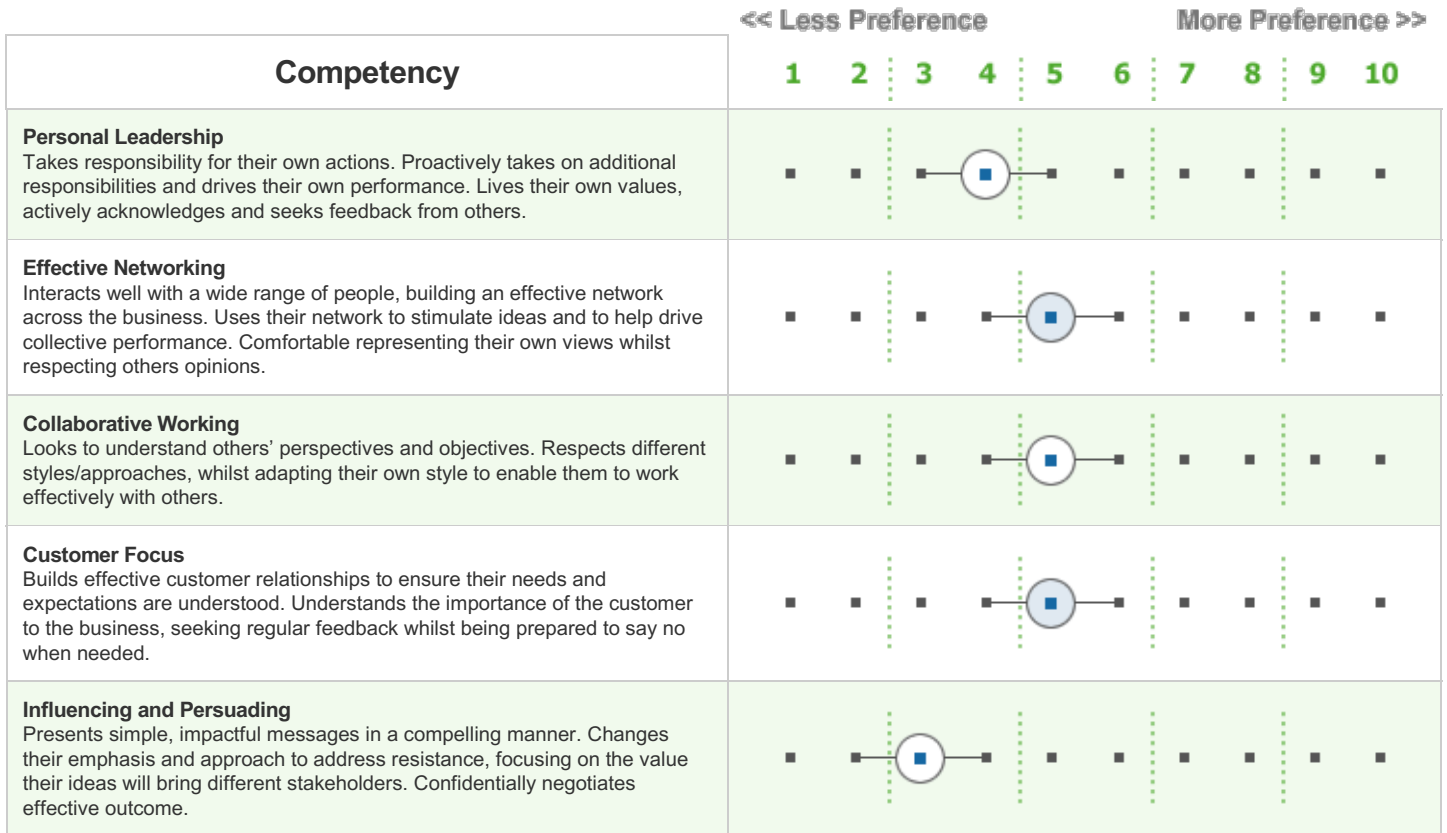 << Less Preference More Preference >>
Competency 1 2 3 4 5 6 7 8 9 10
Personal Leadership
Takes responsibility for their own actions. Proactively takes on additional
responsibilities and drives their own performance. Lives their own values,
actively acknowledges and seeks feedback from others.
Effective Networking
Interacts well with a wide range of people, building an effective network
across the business. Uses their network to stimulate ideas and to help drive
collective performance. Comfortable representing their own views whilst
respecting others opinions.
Collaborative Working
Looks to understand others’ perspectives and objectives. Respects different
styles/approaches, whilst adapting their own style to enable them to work
effectively with others.
Customer Focus
Builds effective customer relationships to ensure their needs and
expectations are understood. Understands the importance of the customer
to the business, seeking regular feedback whilst being prepared to say no
when needed.
Influencing and Persuading
Presents simple, impactful messages in a compelling manner. Changes
their emphasis and approach to address resistance, focusing on the value
their ideas will bring different stakeholders. Confidentially negotiates
effective outcome.